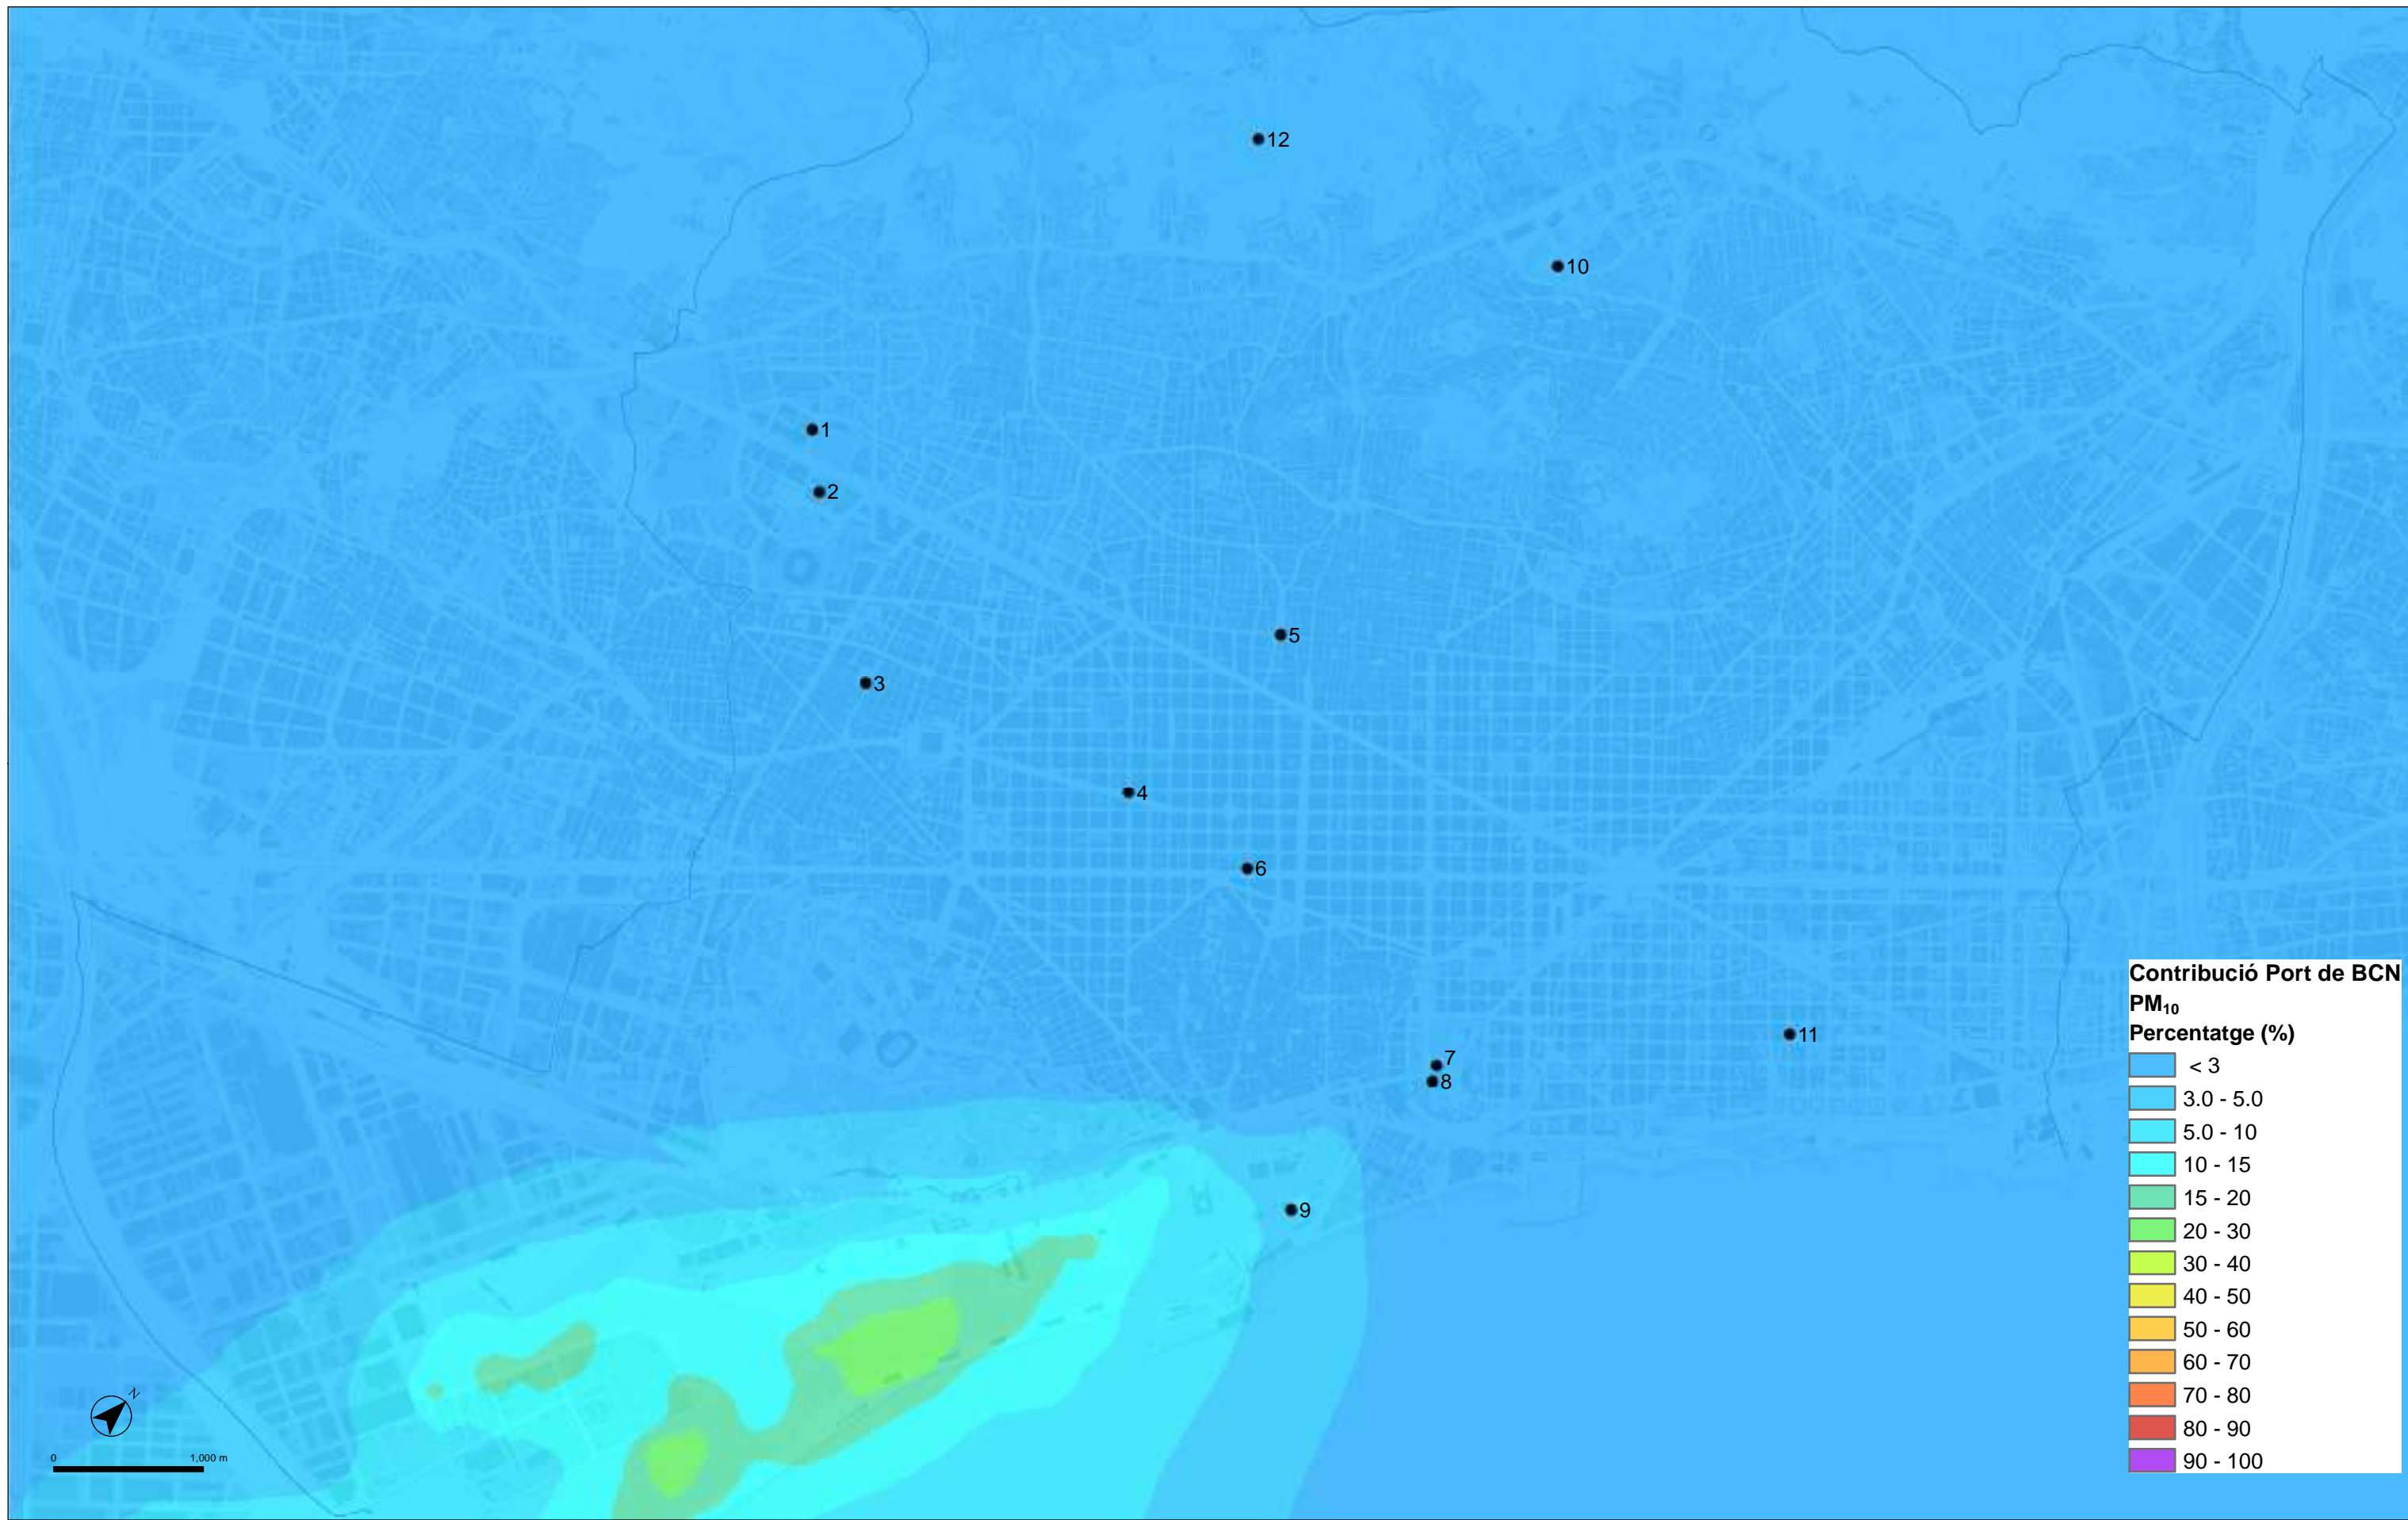 12
10
1
2
5
3
4
6
11
7
8
9
Contribució Port de BCN
PM₁₀
Percentatge (%)
< 3
3.0 - 5.0
5.0 - 10
10 - 15
15 - 20
20 - 30
30 - 40
40 - 50
50 - 60
60 - 70
70 - 80
80 - 90
90 - 100
N
0 1,000 m